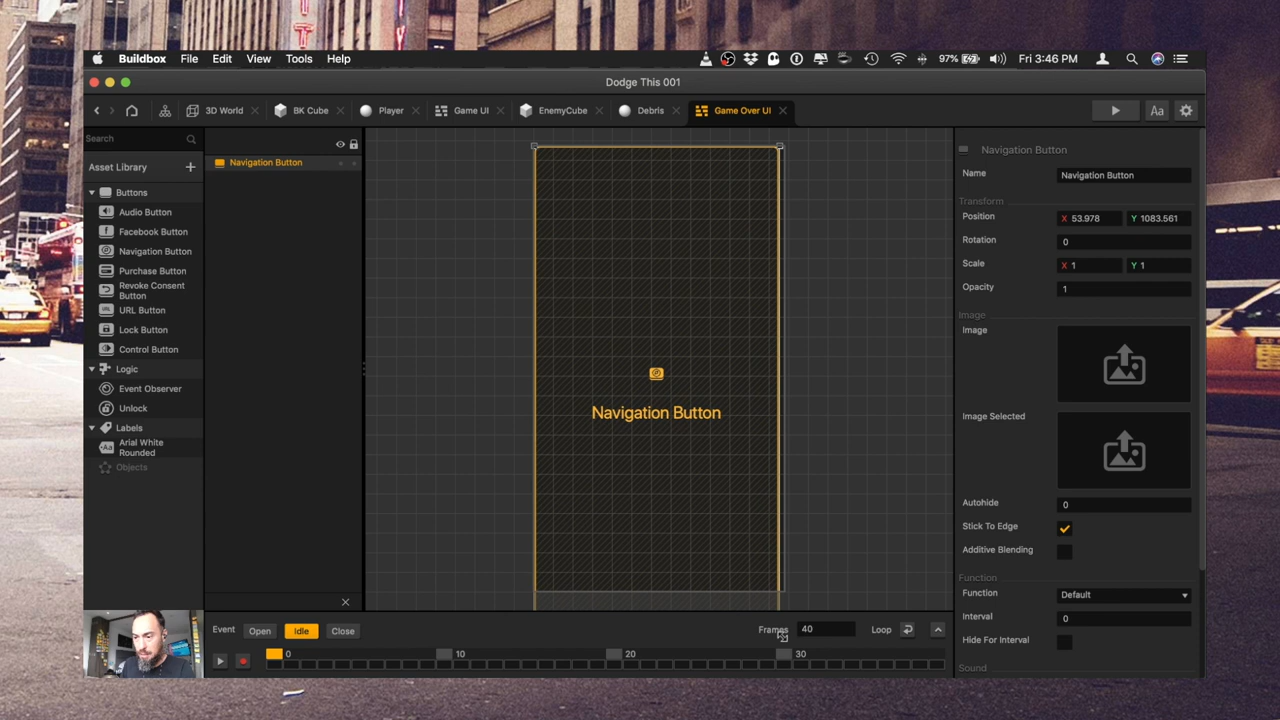 Buildbox File Edit View Tools Help
97% Fri 3:46 PM
Dodge This 001
3D World BK Cube Player Game UI EnemyCube Debris Game Over UI Aa
Search
Asset Library
Buttons
Audio Button
Facebook Button
Navigation Button
Purchase Button
Revoke Consent
Button
URL Button
Lock Button
Control Button
Logic
Event Observer
Unlock
Labels
Aa Arial White
Rounded
Objects
Navigation Button
Navigation Button
Navigation Button
Name Navigation Button
Transform
Position X 53.978 Y 1083.561
Rotation 0
Scale X 1 Y 1
Opacity 1
Image
Image
Image Selected
Autohide 0
Stick To Edge
Additive Blending
Function
Function Default
Interval 0
Hide For Interval
Sound
Event Open Idle Close Frames 40 Loop
0 10 20 30